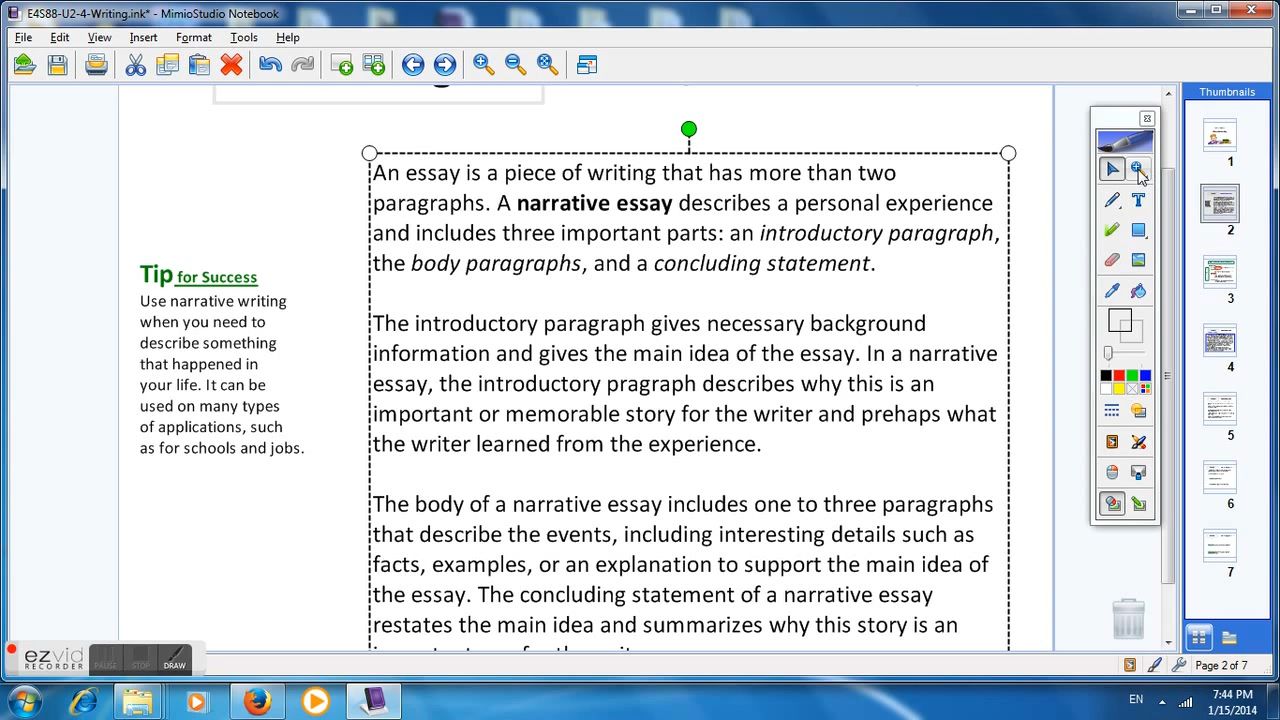 E4S88-U2-4-Writing.ink* - MimioStudio Notebook
File Edit View Insert Format Tools Help
Thumbnails
An essay is a piece of writing that has more than two
paragraphs. A narrative essay describes a personal experience
and includes three important parts: an introductory paragraph,
the body paragraphs, and a concluding statement.
Tip for Success
Use narrative writing
when you need to
describe something
that happened in
your life. It can be
used on many types
of applications, such
as for schools and jobs.
The introductory paragraph gives necessary background
information and gives the main idea of the essay. In a narrative
essay, the introductory pragraph describes why this is an
important or memorable story for the writer and prehaps what
the writer learned from the experience.
The body of a narrative essay includes one to three paragraphs
that describe the events, including interesting details such as
facts, examples, or an explanation to support the main idea of
the essay. The concluding statement of a narrative essay
restates the main idea and summarizes why this story is an
1
2
3
4
5
6
7
ezvid
RECORDER
PAUSE
STOP
DRAW
Page 2 of 7
EN
7:44 PM
1/15/2014